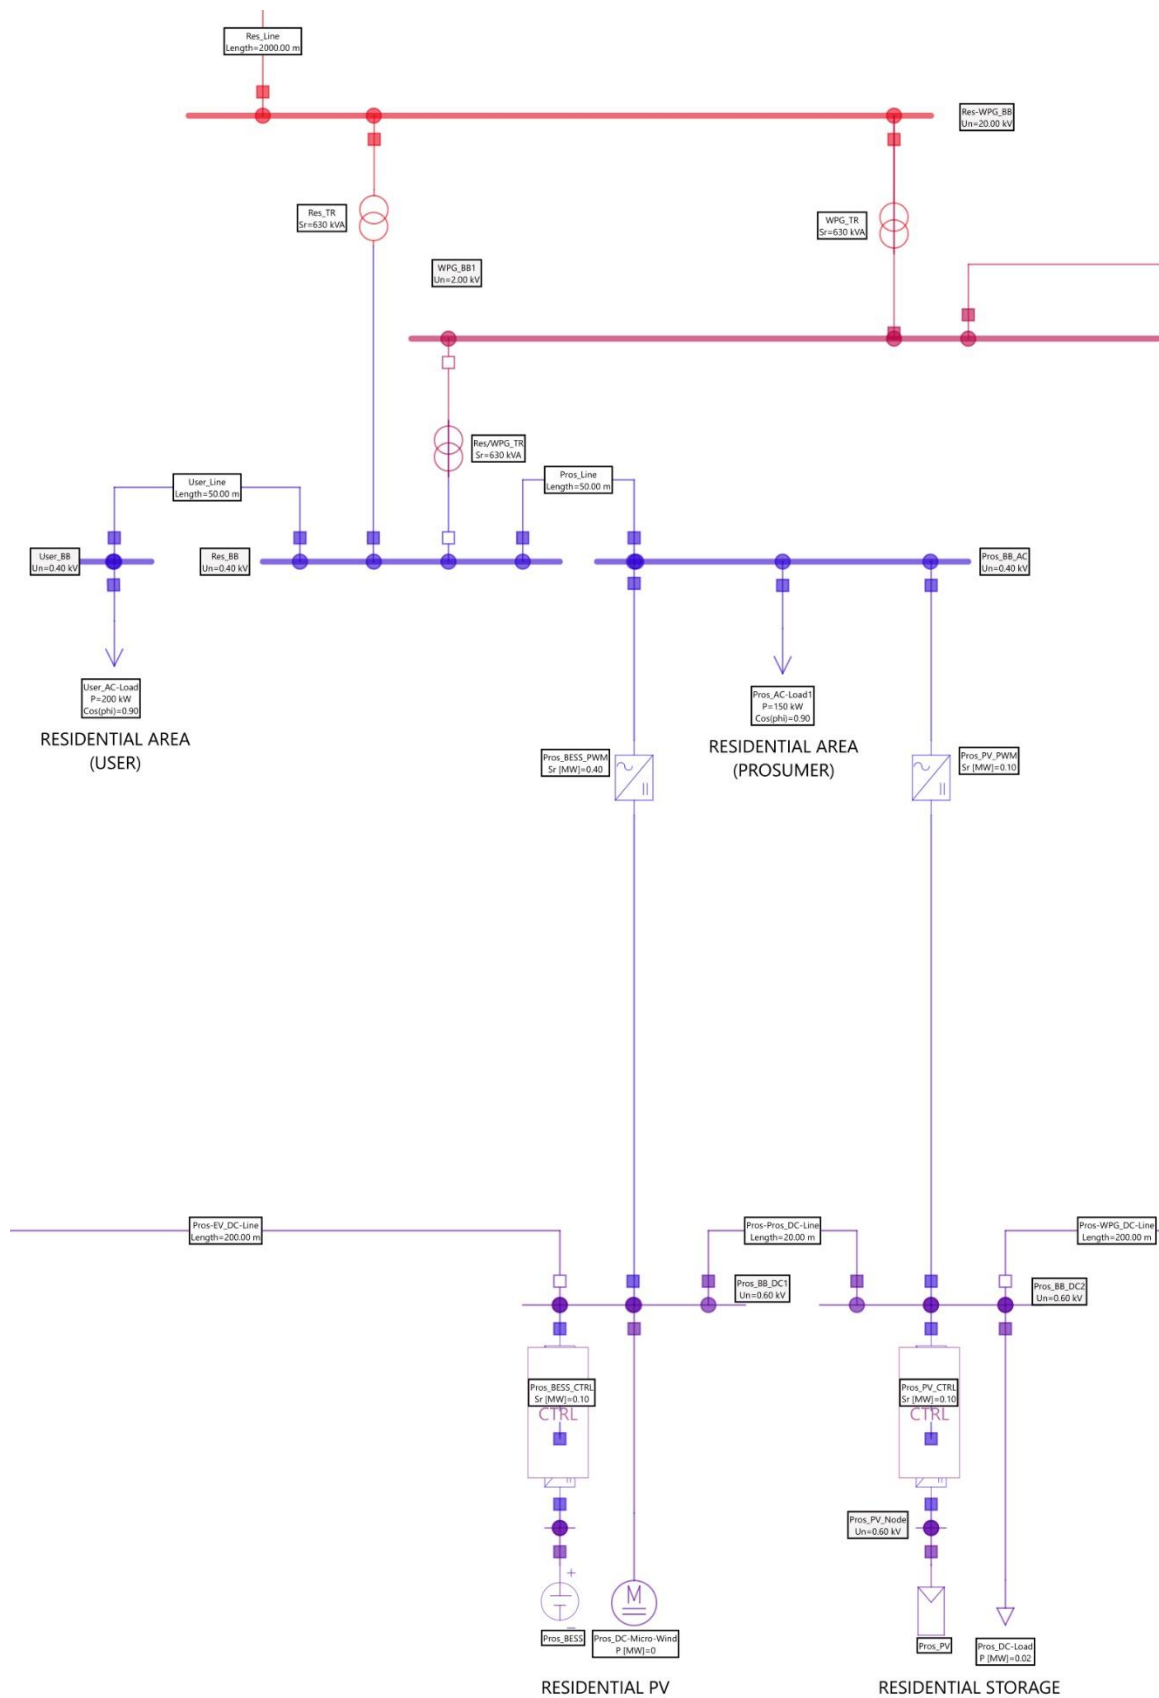 Res_Line
Length=2000.00 m
Res-WPG_BB
Un=20.00 kV
Res_TR
Sr=630 kVA
WPG_TR
Sr=630 kVA
WPG_BB1
Un=2.00 kV
Res/WPG_TR
Sr=630 kVA
User_Line
Length=50.00 m
Pros_Line
Length=50.00 m
User_BB
Un=0.40 kV
Res_BB
Un=0.40 kV
Pros_BB_AC
Un=0.40 kV
User_AC-Load
P=200 kW
Cos(phi)=0.90
RESIDENTIAL AREA
(USER)
Pros_AC-Load1
P=150 kW
Cos(phi)=0.90
RESIDENTIAL AREA
(PROSUMER)
Pros_BESS_PWM
Sr [MW]=0.40
Pros_PV_PWM
Sr [MW]=0.10
Pros-EV_DC-Line
Length=200.00 m
Pros-Pros_DC-Line
Length=20.00 m
Pros-WPG_DC-Line
Length=200.00 m
Pros_BB_DC1
Un=0.60 kV
Pros_BB_DC2
Un=0.60 kV
Pros_BESS_CTRL
Sr [MW]=0.10
CTRL
Pros_PV_CTRL
Sr [MW]=0.10
CTRL
Pros_PV_Node
Un=0.60 kV
+
M
Pros_BESS
Pros_DC-Micro-Wind
P [MW]=0
Pros_PV
Pros_DC-Load
P [MW]=0.02
RESIDENTIAL PV
RESIDENTIAL STORAGE